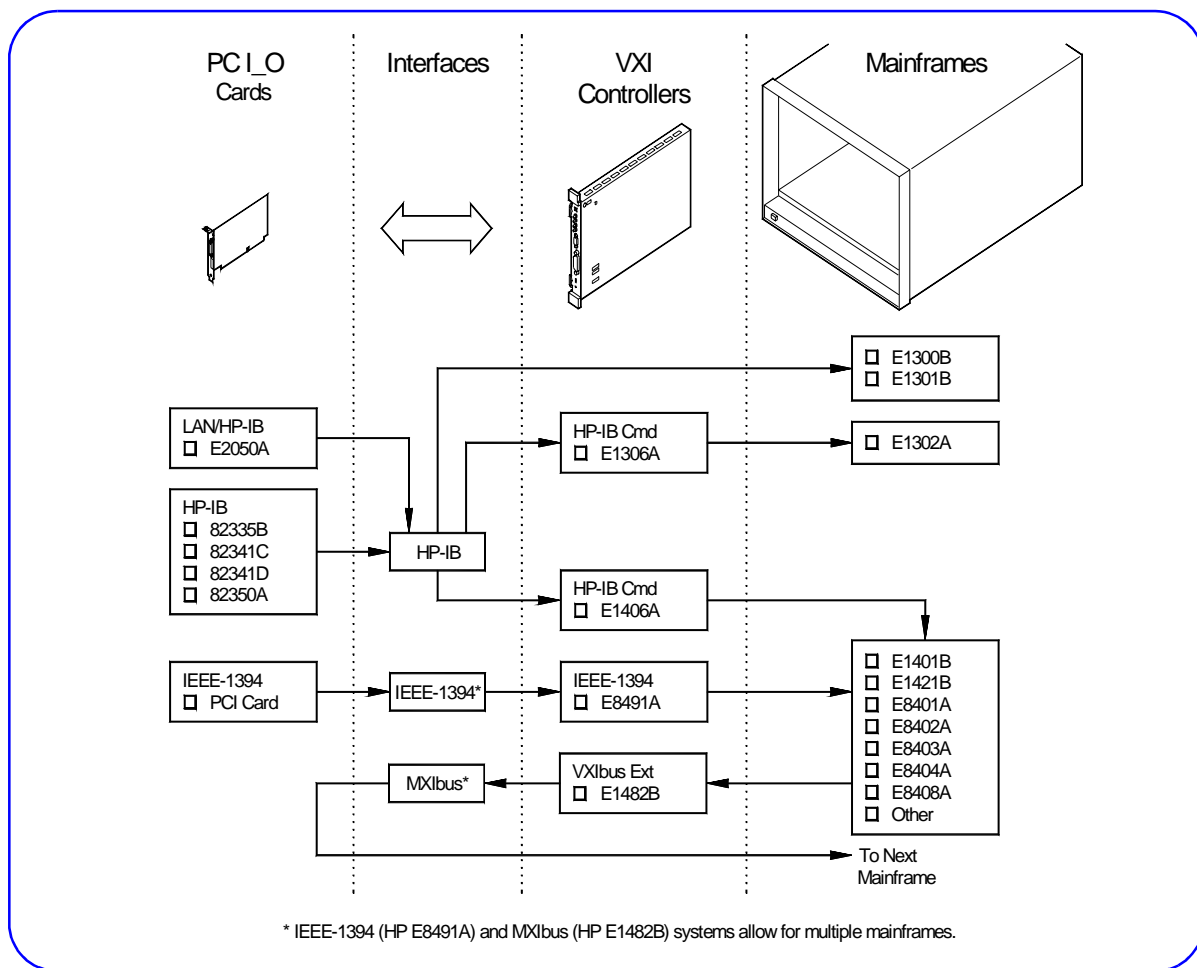 PC I_O
Cards
Interfaces
VXI
Controllers
Mainframes
E1300B
E1301B
LAN/HP-IB
E2050A
HP-IB Cmd
E1306A
E1302A
HP-IB
82335B
82341C
82341D
82350A
HP-IB
HP-IB Cmd
E1406A
IEEE-1394
PCI Card
IEEE-1394*
IEEE-1394
E8491A
E1401B
E1421B
E8401A
E8402A
E8403A
E8404A
E8408A
Other
MXIbus*
VXIbus Ext
E1482B
To Next
Mainframe
* IEEE-1394 (HP E8491A) and MXIbus (HP E1482B) systems allow for multiple mainframes.